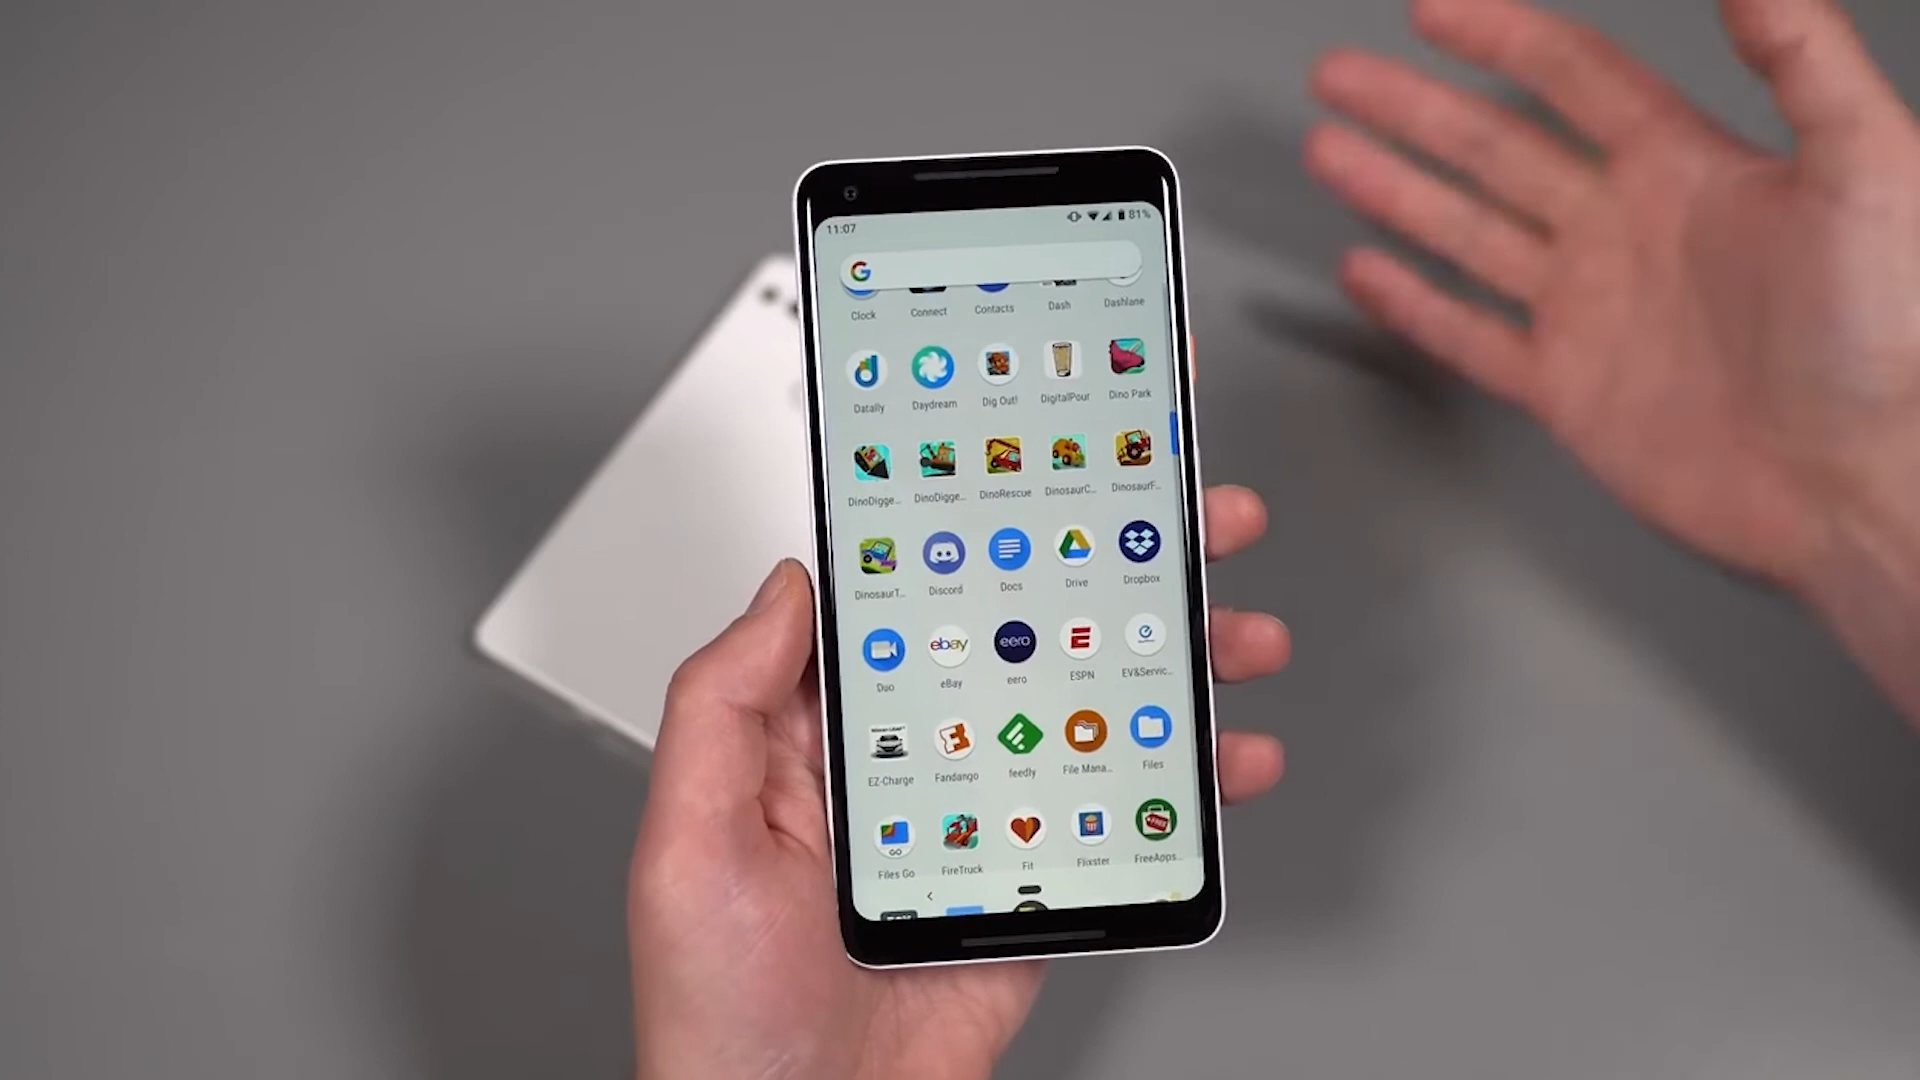 11:07 81%
G
Clock Connect Contacts Dash Dashlane
Datally Daydream Dig Out! DigitalPour Dino Park
DinoDigge... DinoDigge... DinoRescue DinosaurC... DinosaurF...
DinosaurT... Discord Docs Drive Dropbox
ebay eero
Duo eBay eero ESPN EV&Servic...
EZ-Charge Fandango feedly File Mana... Files
GO FREE
Files Go FireTruck Fit Flixster FreeApps...